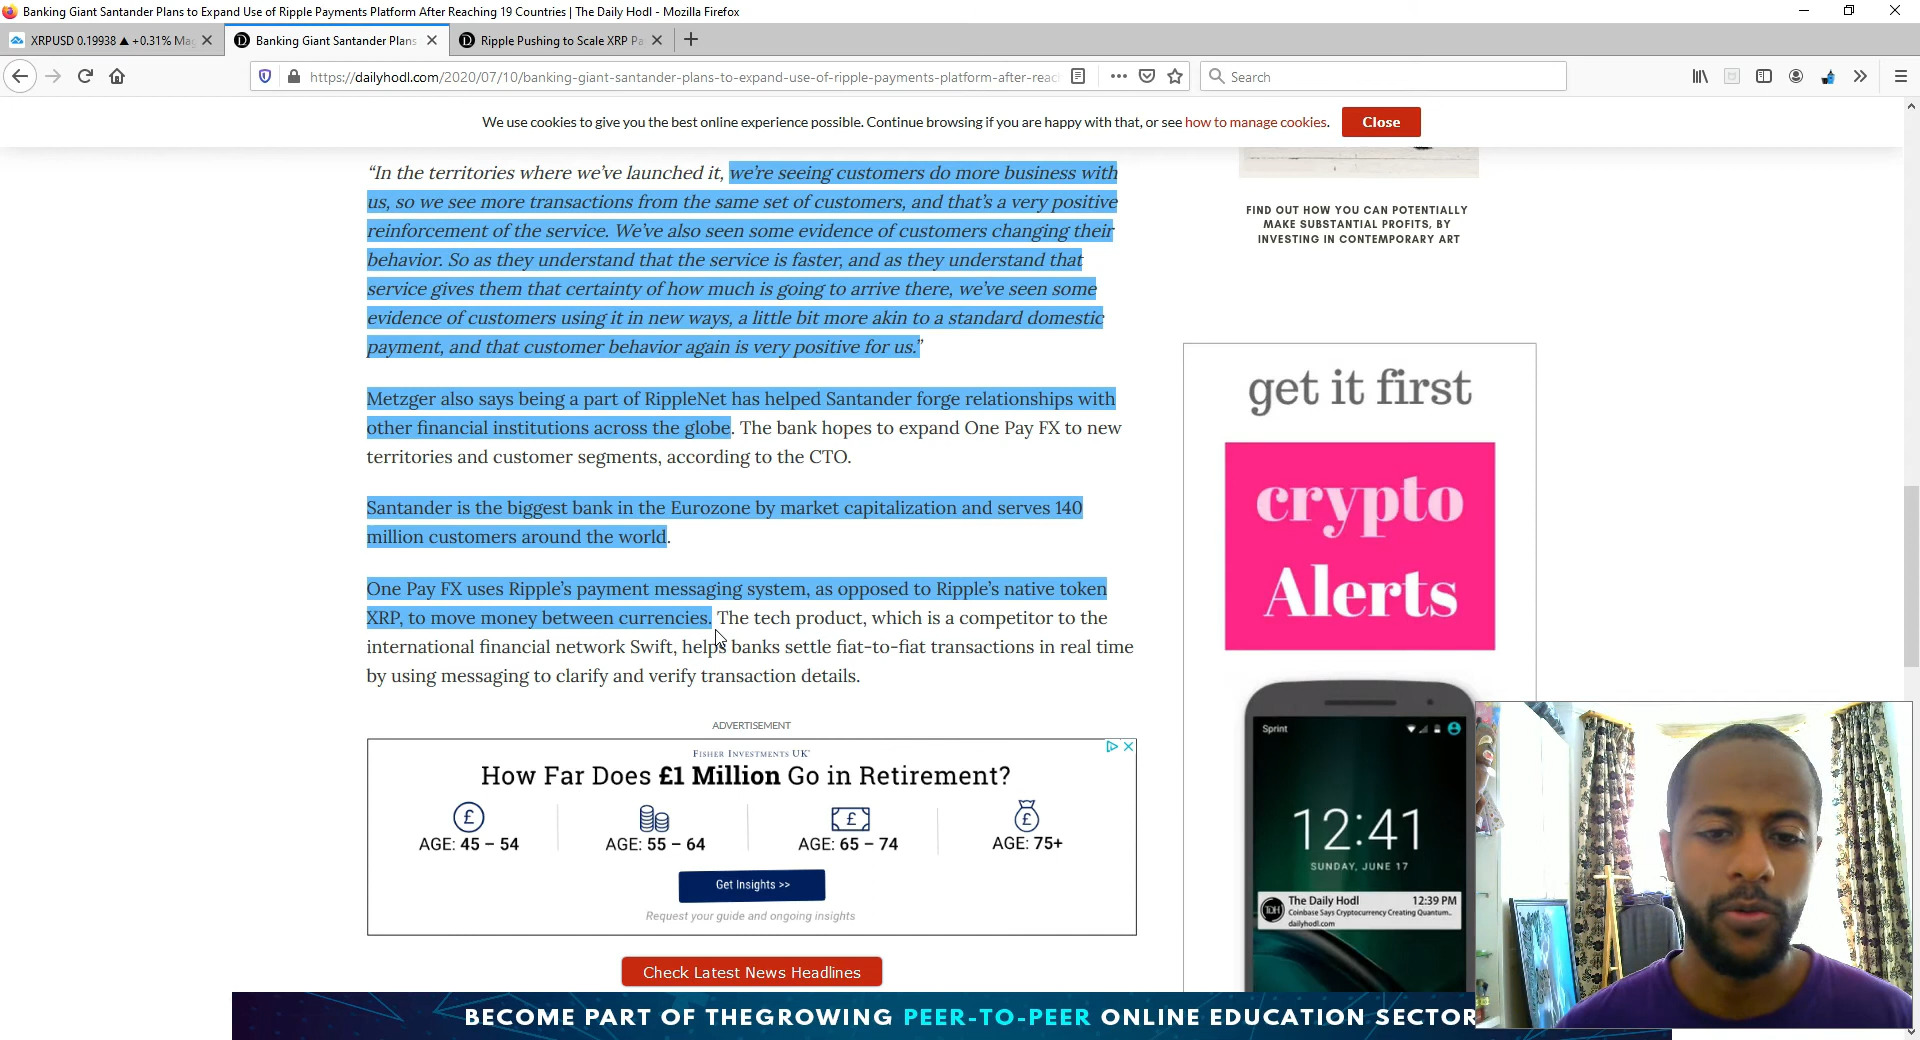 Banking Giant Santander Plans to Expand Use of Ripple Payments Platform After Reaching 19 Countries | The Daily Hodl - Mozilla Firefox
XRPUSD 0.19938 ▲ +0.31% Ma
Banking Giant Santander Plans
Ripple Pushing to Scale XRP Pa
https://dailyhodl.com/2020/07/10/banking-giant-santander-plans-to-expand-use-of-ripple-payments-platform-after-reac
Search
We use cookies to give you the best online experience possible. Continue browsing if you are happy with that, or see how to manage cookies.
Close
“In the territories where we’ve launched it, we’re seeing customers do more business with
us, so we see more transactions from the same set of customers, and that’s a very positive
reinforcement of the service. We’ve also seen some evidence of customers changing their
behavior. So as they understand that the service is faster, and as they understand that
service gives them that certainty of how much is going to arrive there, we’ve seen some
evidence of customers using it in new ways, a little bit more akin to a standard domestic
payment, and that customer behavior again is very positive for us.”
Metzger also says being a part of RippleNet has helped Santander forge relationships with
other financial institutions across the globe. The bank hopes to expand One Pay FX to new
territories and customer segments, according to the CTO.
Santander is the biggest bank in the Eurozone by market capitalization and serves 140
million customers around the world.
One Pay FX uses Ripple’s payment messaging system, as opposed to Ripple’s native token
XRP, to move money between currencies. The tech product, which is a competitor to the
international financial network Swift, helps banks settle fiat-to-fiat transactions in real time
by using messaging to clarify and verify transaction details.
ADVERTISEMENT
FISHER INVESTMENTS UK
How Far Does £1 Million Go in Retirement?
AGE: 45 – 54
AGE: 55 – 64
AGE: 65 – 74
AGE: 75+
Get Insights >>
Request your guide and ongoing insights
Check Latest News Headlines
FIND OUT HOW YOU CAN POTENTIALLY
MAKE SUBSTANTIAL PROFITS, BY
INVESTING IN CONTEMPORARY ART
get it first
crypto
Alerts
Sprint
12:41
SUNDAY, JUNE 17
TDH
The Daily Hodl 12:39 PM
Coinbase Says Cryptocurrency Creating Quantum..
dailyhodl.com
BECOME PART OF THEGROWING PEER-TO-PEER ONLINE EDUCATION SECTOR